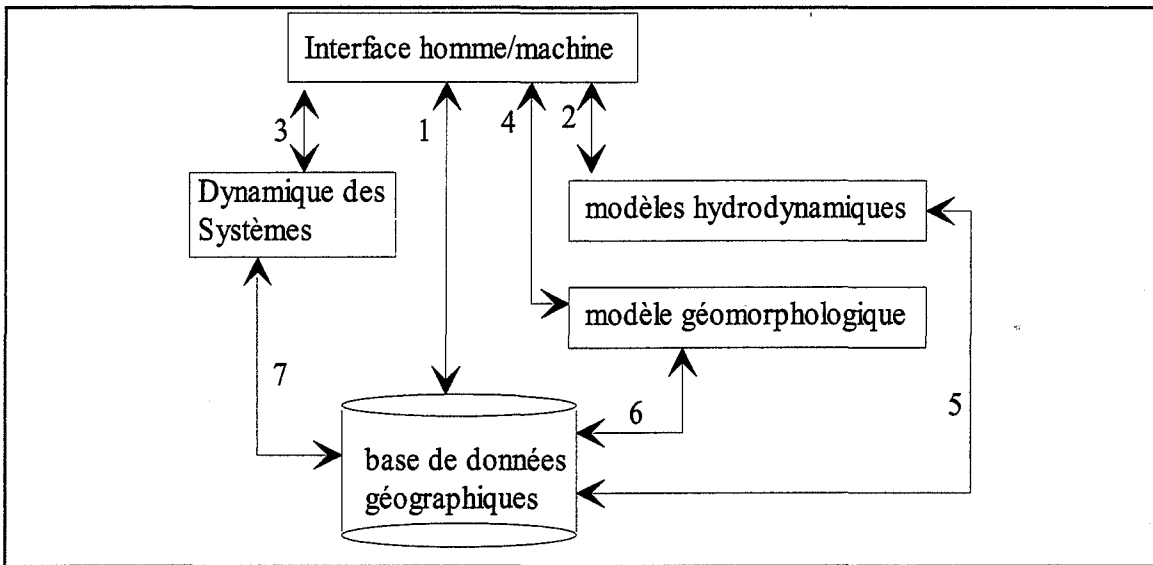 Interface homme/machine
3
1
4
2
Dynamique des
Systèmes
modèles hydrodynamiques
modèle géomorphologique
7
6
5
base de données
géographiques